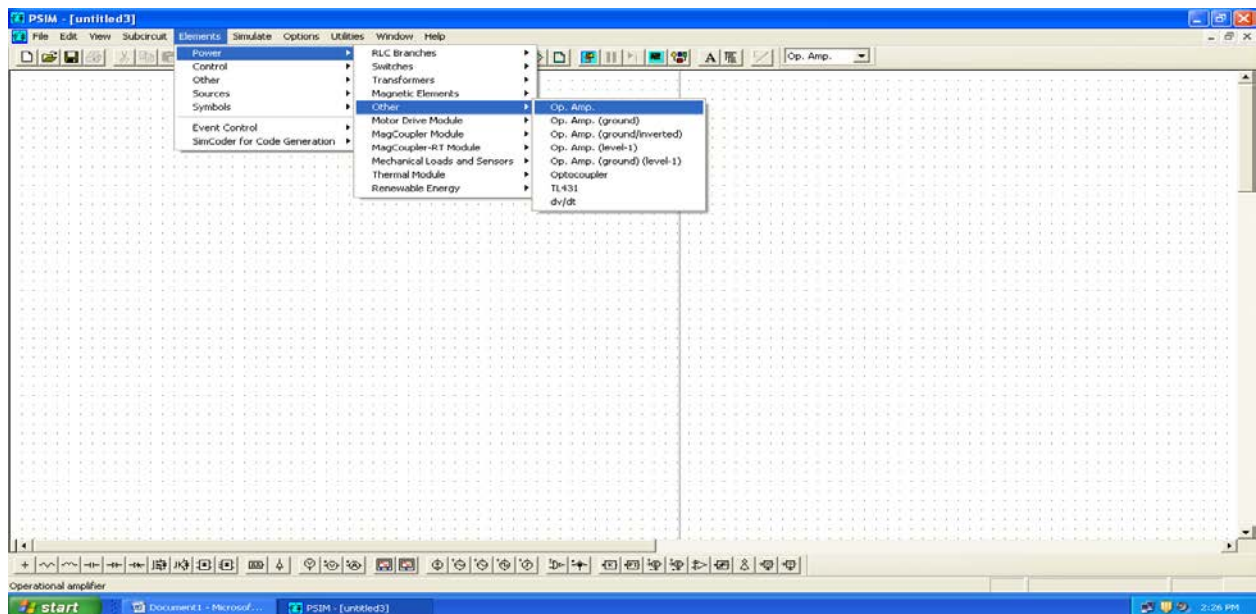 PSIM - [untitled3]
File Edit View Subcircuit Elements Simulate Options Utilities Window Help
A Op. Amp.
Power
Control
Other
Sources
Symbols
Event Control
SimCoder for Code Generation
RLC Branches
Switches
Transformers
Magnetic Elements
Other
Motor Drive Module
MagCoupler Module
MagCoupler-RT Module
Mechanical Loads and Sensors
Thermal Module
Renewable Energy
Op. Amp.
Op. Amp. (ground)
Op. Amp. (ground/inverted)
Op. Amp. (level-1)
Op. Amp. (ground) (level-1)
Optocoupler
TL431
dv/dt
Operational amplifier
start Document1 - Microsof... PSIM - [untitled3] 2:26 PM